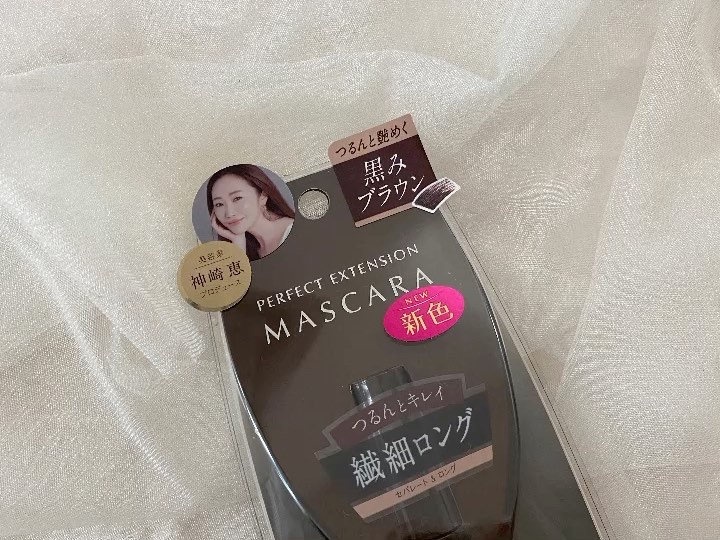 つるんと艶めく
黒み
ブラウン
美容家
神崎 恵
プロデュース
PERFECT EXTENSION
MASCARA
NEW
新色
つるんとキレイ
繊細ロング
セパレート & ロング